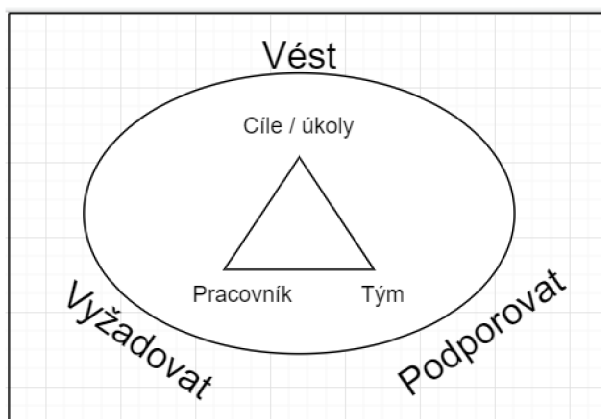 Vést
Cíle / úkoly
Pracovník
Tým
Vyžadovat
Podporovat